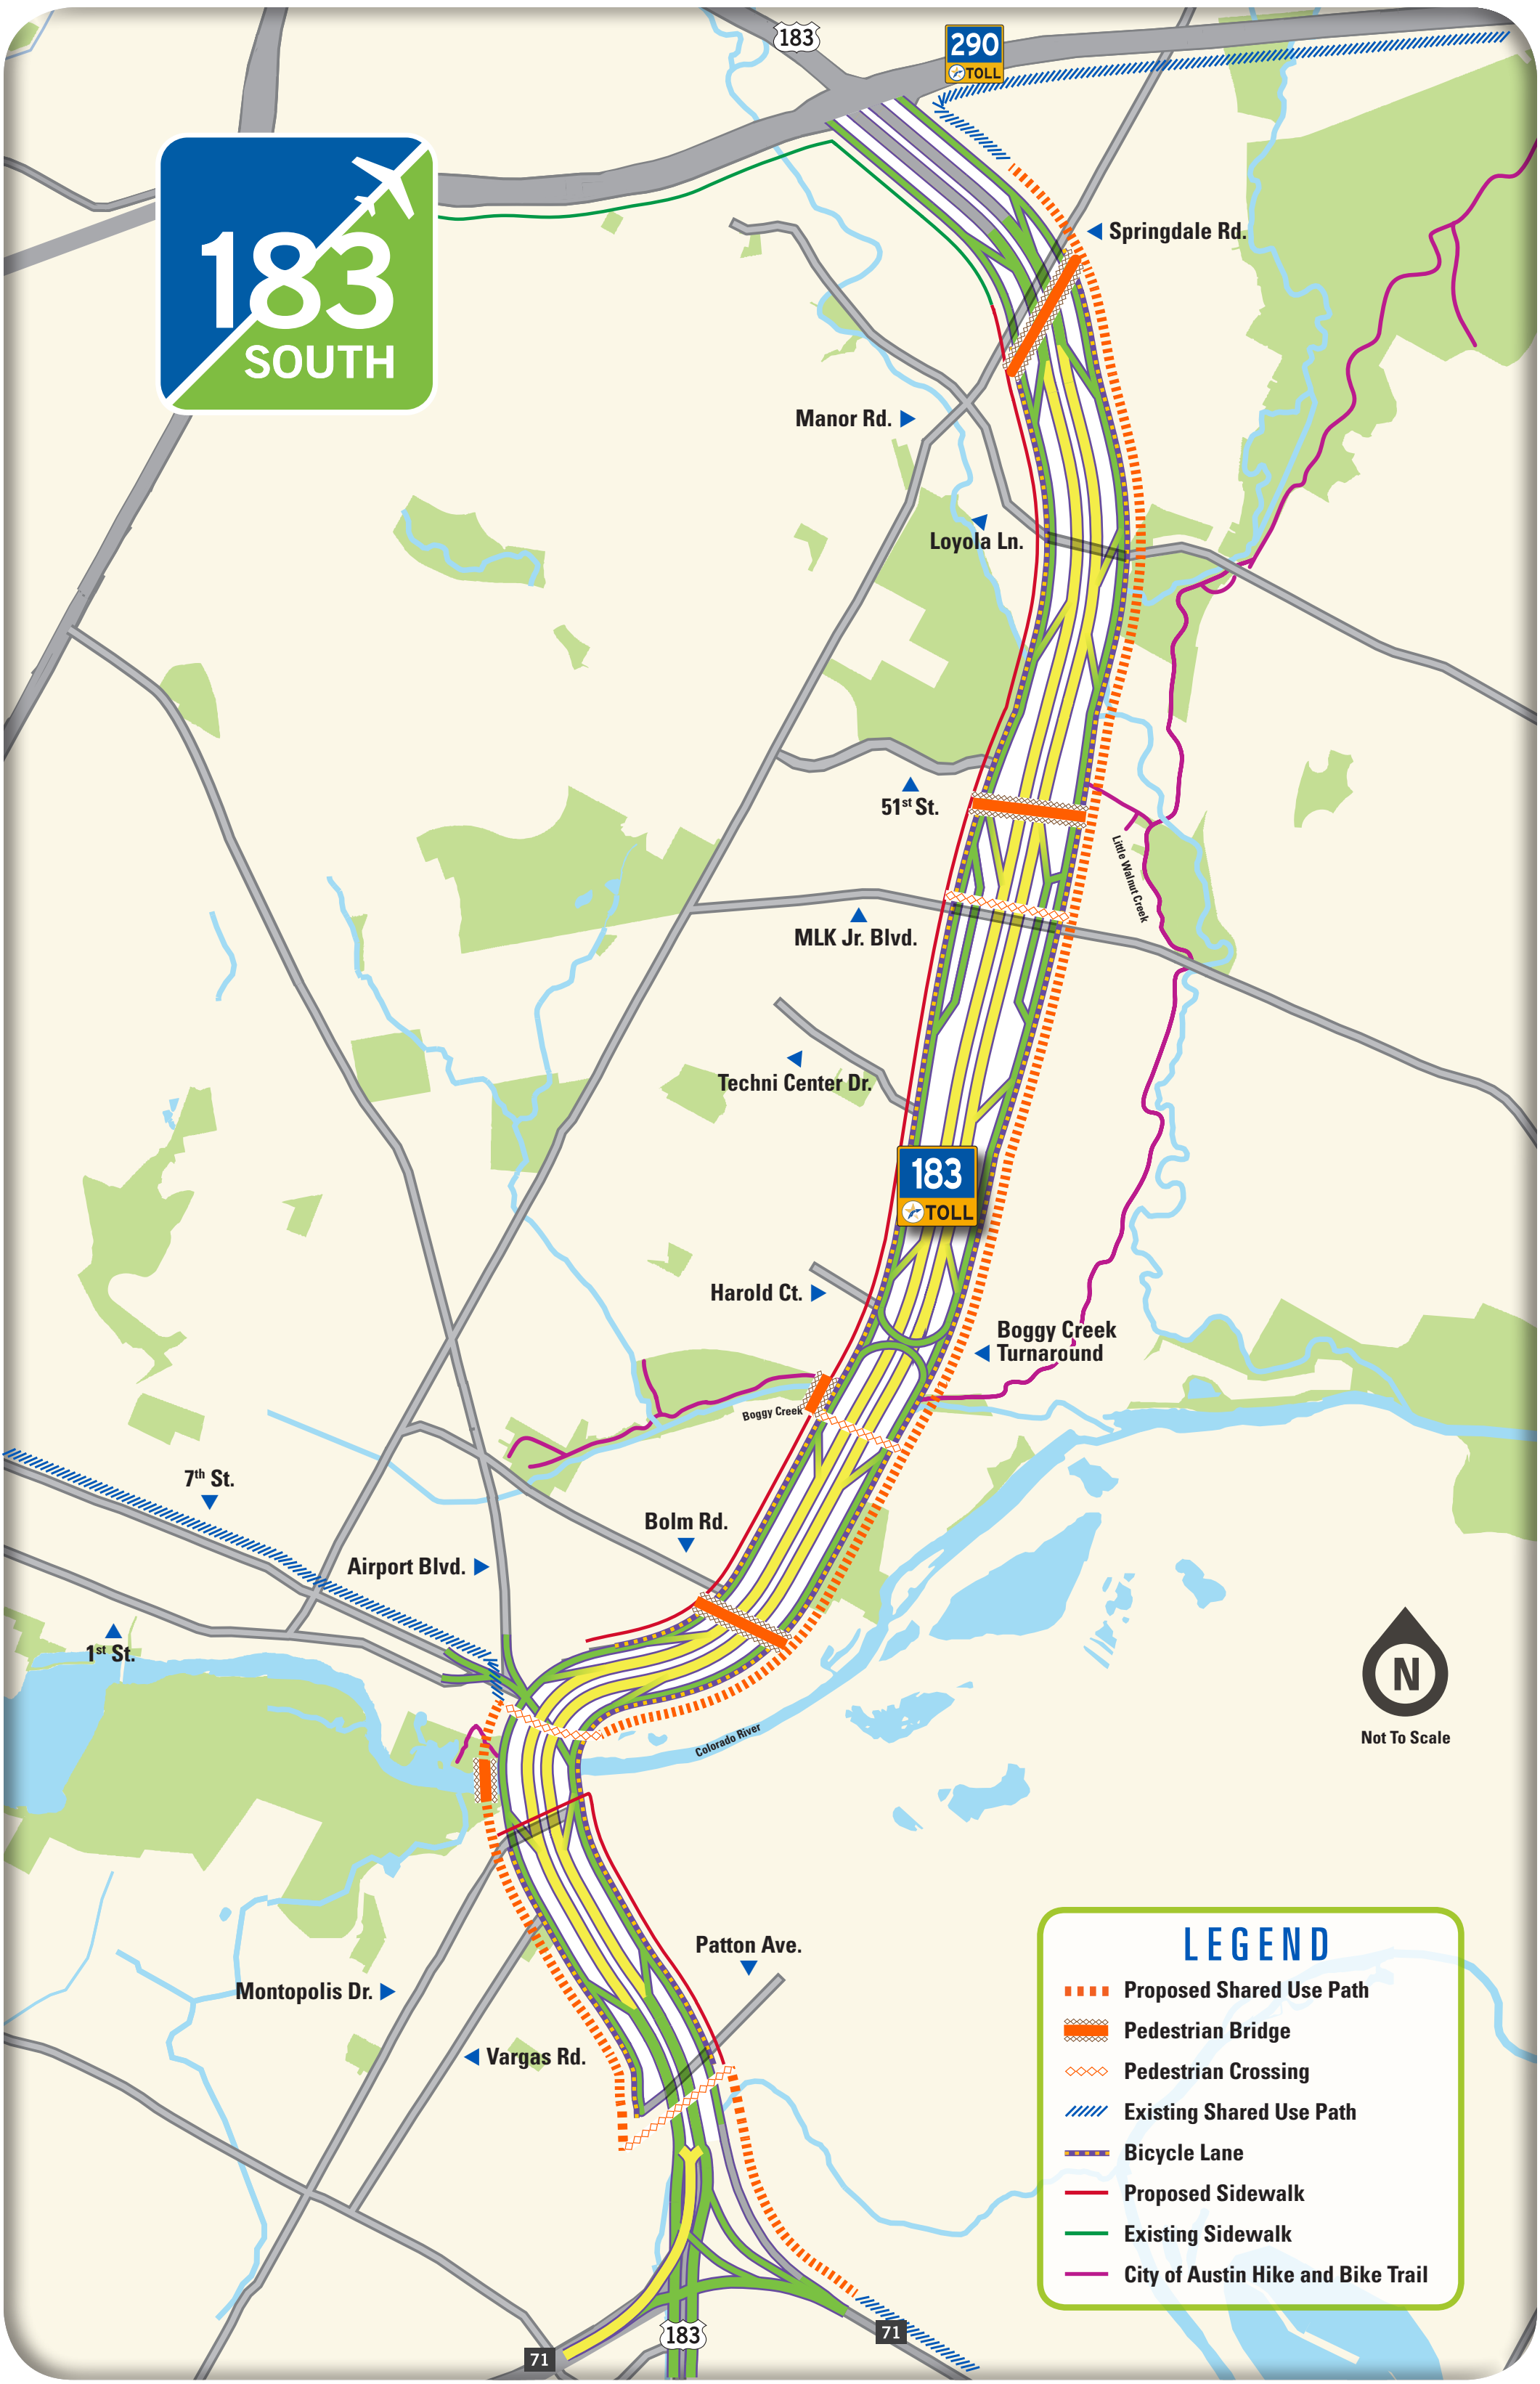 183
290
TOLL
183
SOUTH
Springdale Rd.
Manor Rd.
Loyola Ln.
51st St.
Little Walnut Creek
MLK Jr. Blvd.
Techni Center Dr.
183
TOLL
Harold Ct.
Boggy Creek
Turnaround
Boggy Creek
7th St.
Bolm Rd.
Airport Blvd.
1st St.
N
Not To Scale
Colorado River
Patton Ave.
Montopolis Dr.
Vargas Rd.
LEGEND
Proposed Shared Use Path
Pedestrian Bridge
Pedestrian Crossing
Existing Shared Use Path
Bicycle Lane
Proposed Sidewalk
Existing Sidewalk
City of Austin Hike and Bike Trail
183
71
71